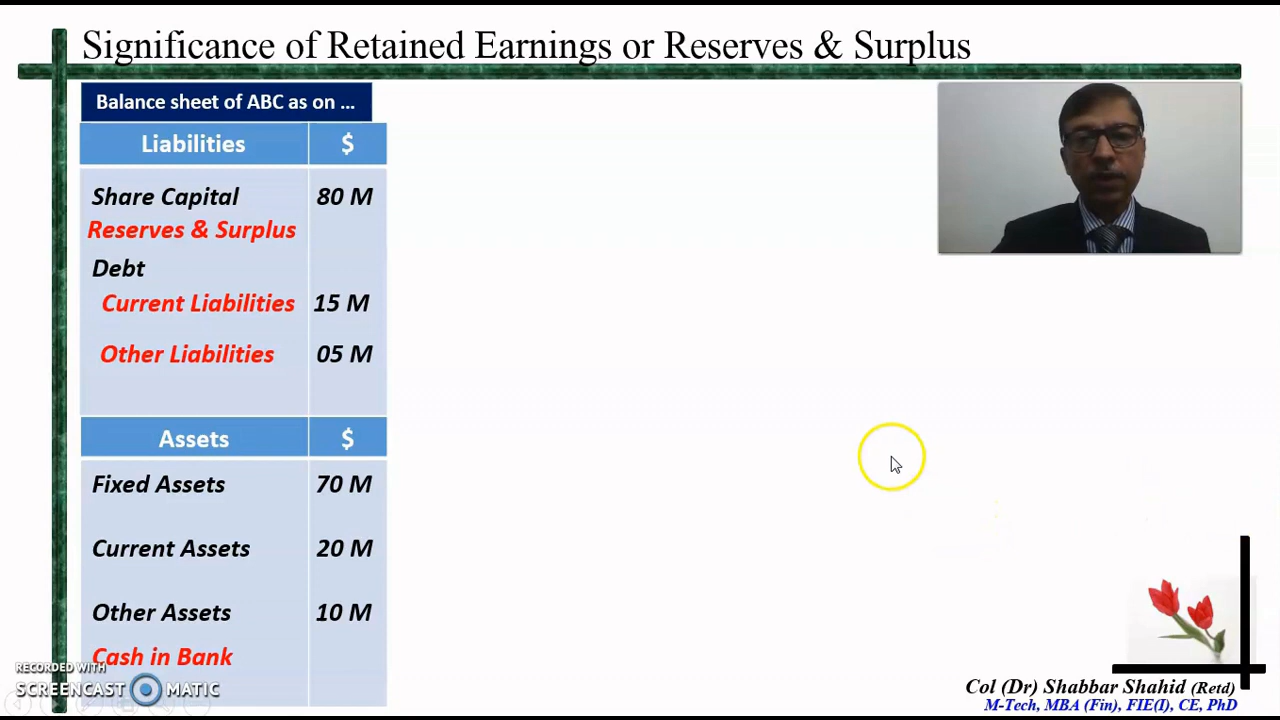 Significance of Retained Earnings or Reserves & Surplus
Balance sheet of ABC as on ...
Liabilities $
Share Capital 80 M
Reserves & Surplus
Debt
Current Liabilities 15 M
Other Liabilities 05 M
Assets $
Fixed Assets 70 M
Current Assets 20 M
Other Assets 10 M
Cash in Bank
RECORDED WITH
SCREENCAST MATIC
Col (Dr) Shabbar Shahid (Retd)
M-Tech, MBA (Fin), FIE(I), CE, PhD